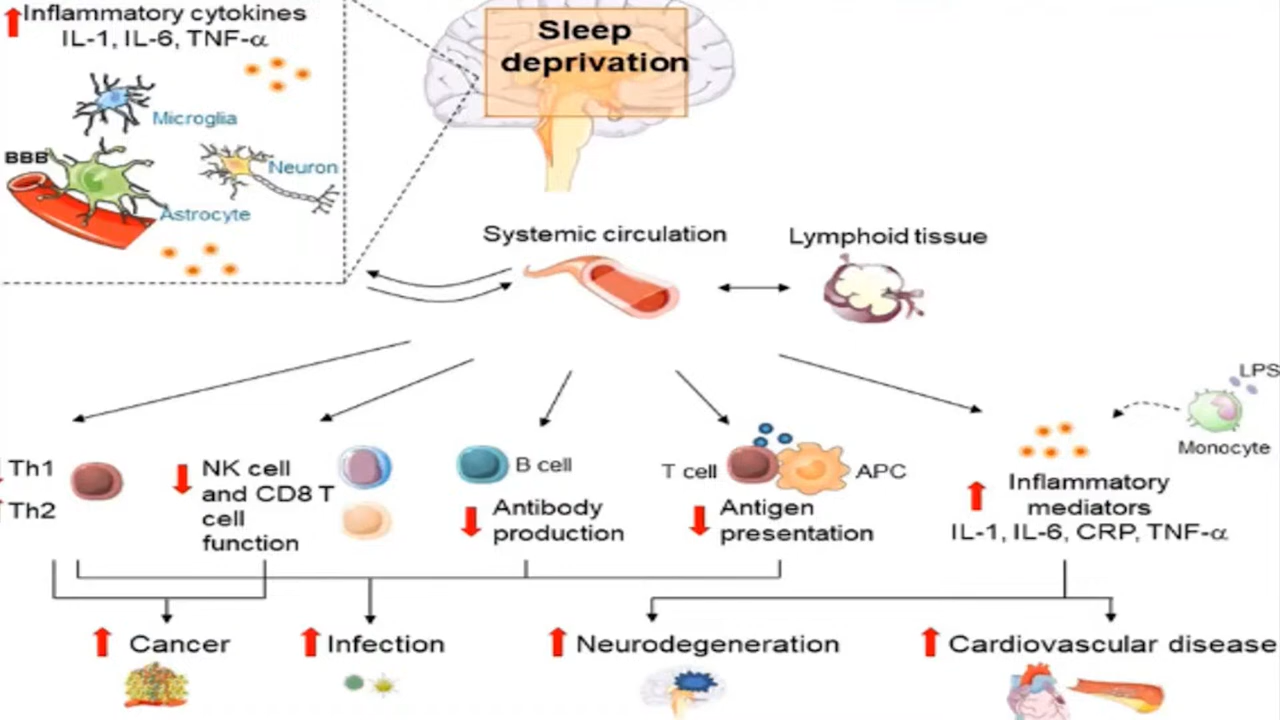 Inflammatory cytokines
IL-1, IL-6, TNF-α
Sleep
deprivation
Microglia
BBB
Neuron
Astrocyte
Systemic circulation
Lymphoid tissue
LPS
Monocyte
Th1
Th2
NK cell
and CD8 T
cell
function
B cell
Antibody
production
T cell
APC
Antigen
presentation
Inflammatory
mediators
IL-1, IL-6, CRP, TNF-α
Cancer
Infection
Neurodegeneration
Cardiovascular disease